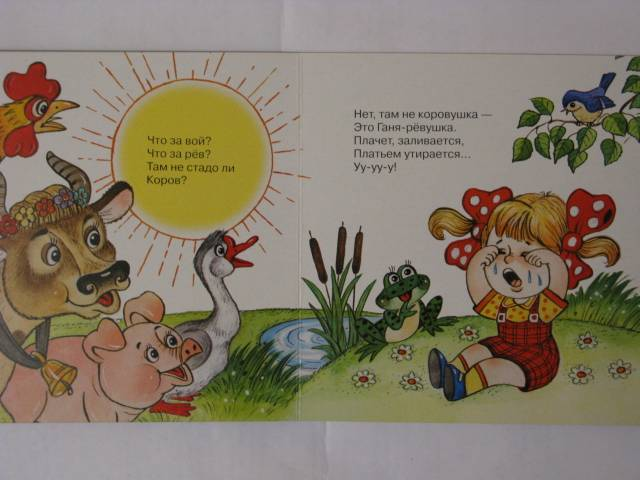 Что за вой?
Что за рёв?
Там не стадо ли
Коров?
Нет, там не коровушка —
Это Ганя-рёвушка.
Плачет, заливается,
Платьем утирается...
Уу-уу-у!